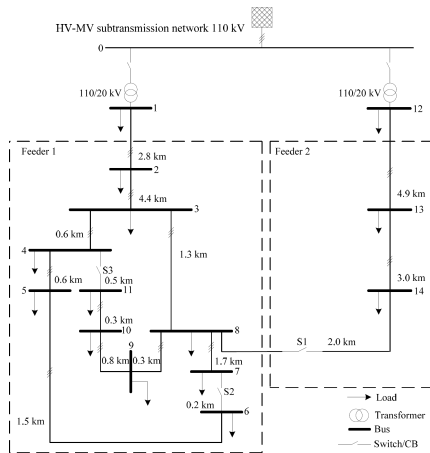 HV-MV subtransmission network 110 kV
0
110/20 kV
110/20 kV
1
12
Feeder 1
Feeder 2
2.8 km
2
4.4 km
4.9 km
3
13
0.6 km
1.3 km
4
S3
0.6 km
0.5 km
3.0 km
5
11
14
0.3 km
10
8
9
S1
2.0 km
0.8 km
0.3 km
1.7 km
7
S2
0.2 km
6
1.5 km
Load
Transformer
Bus
Switch/CB